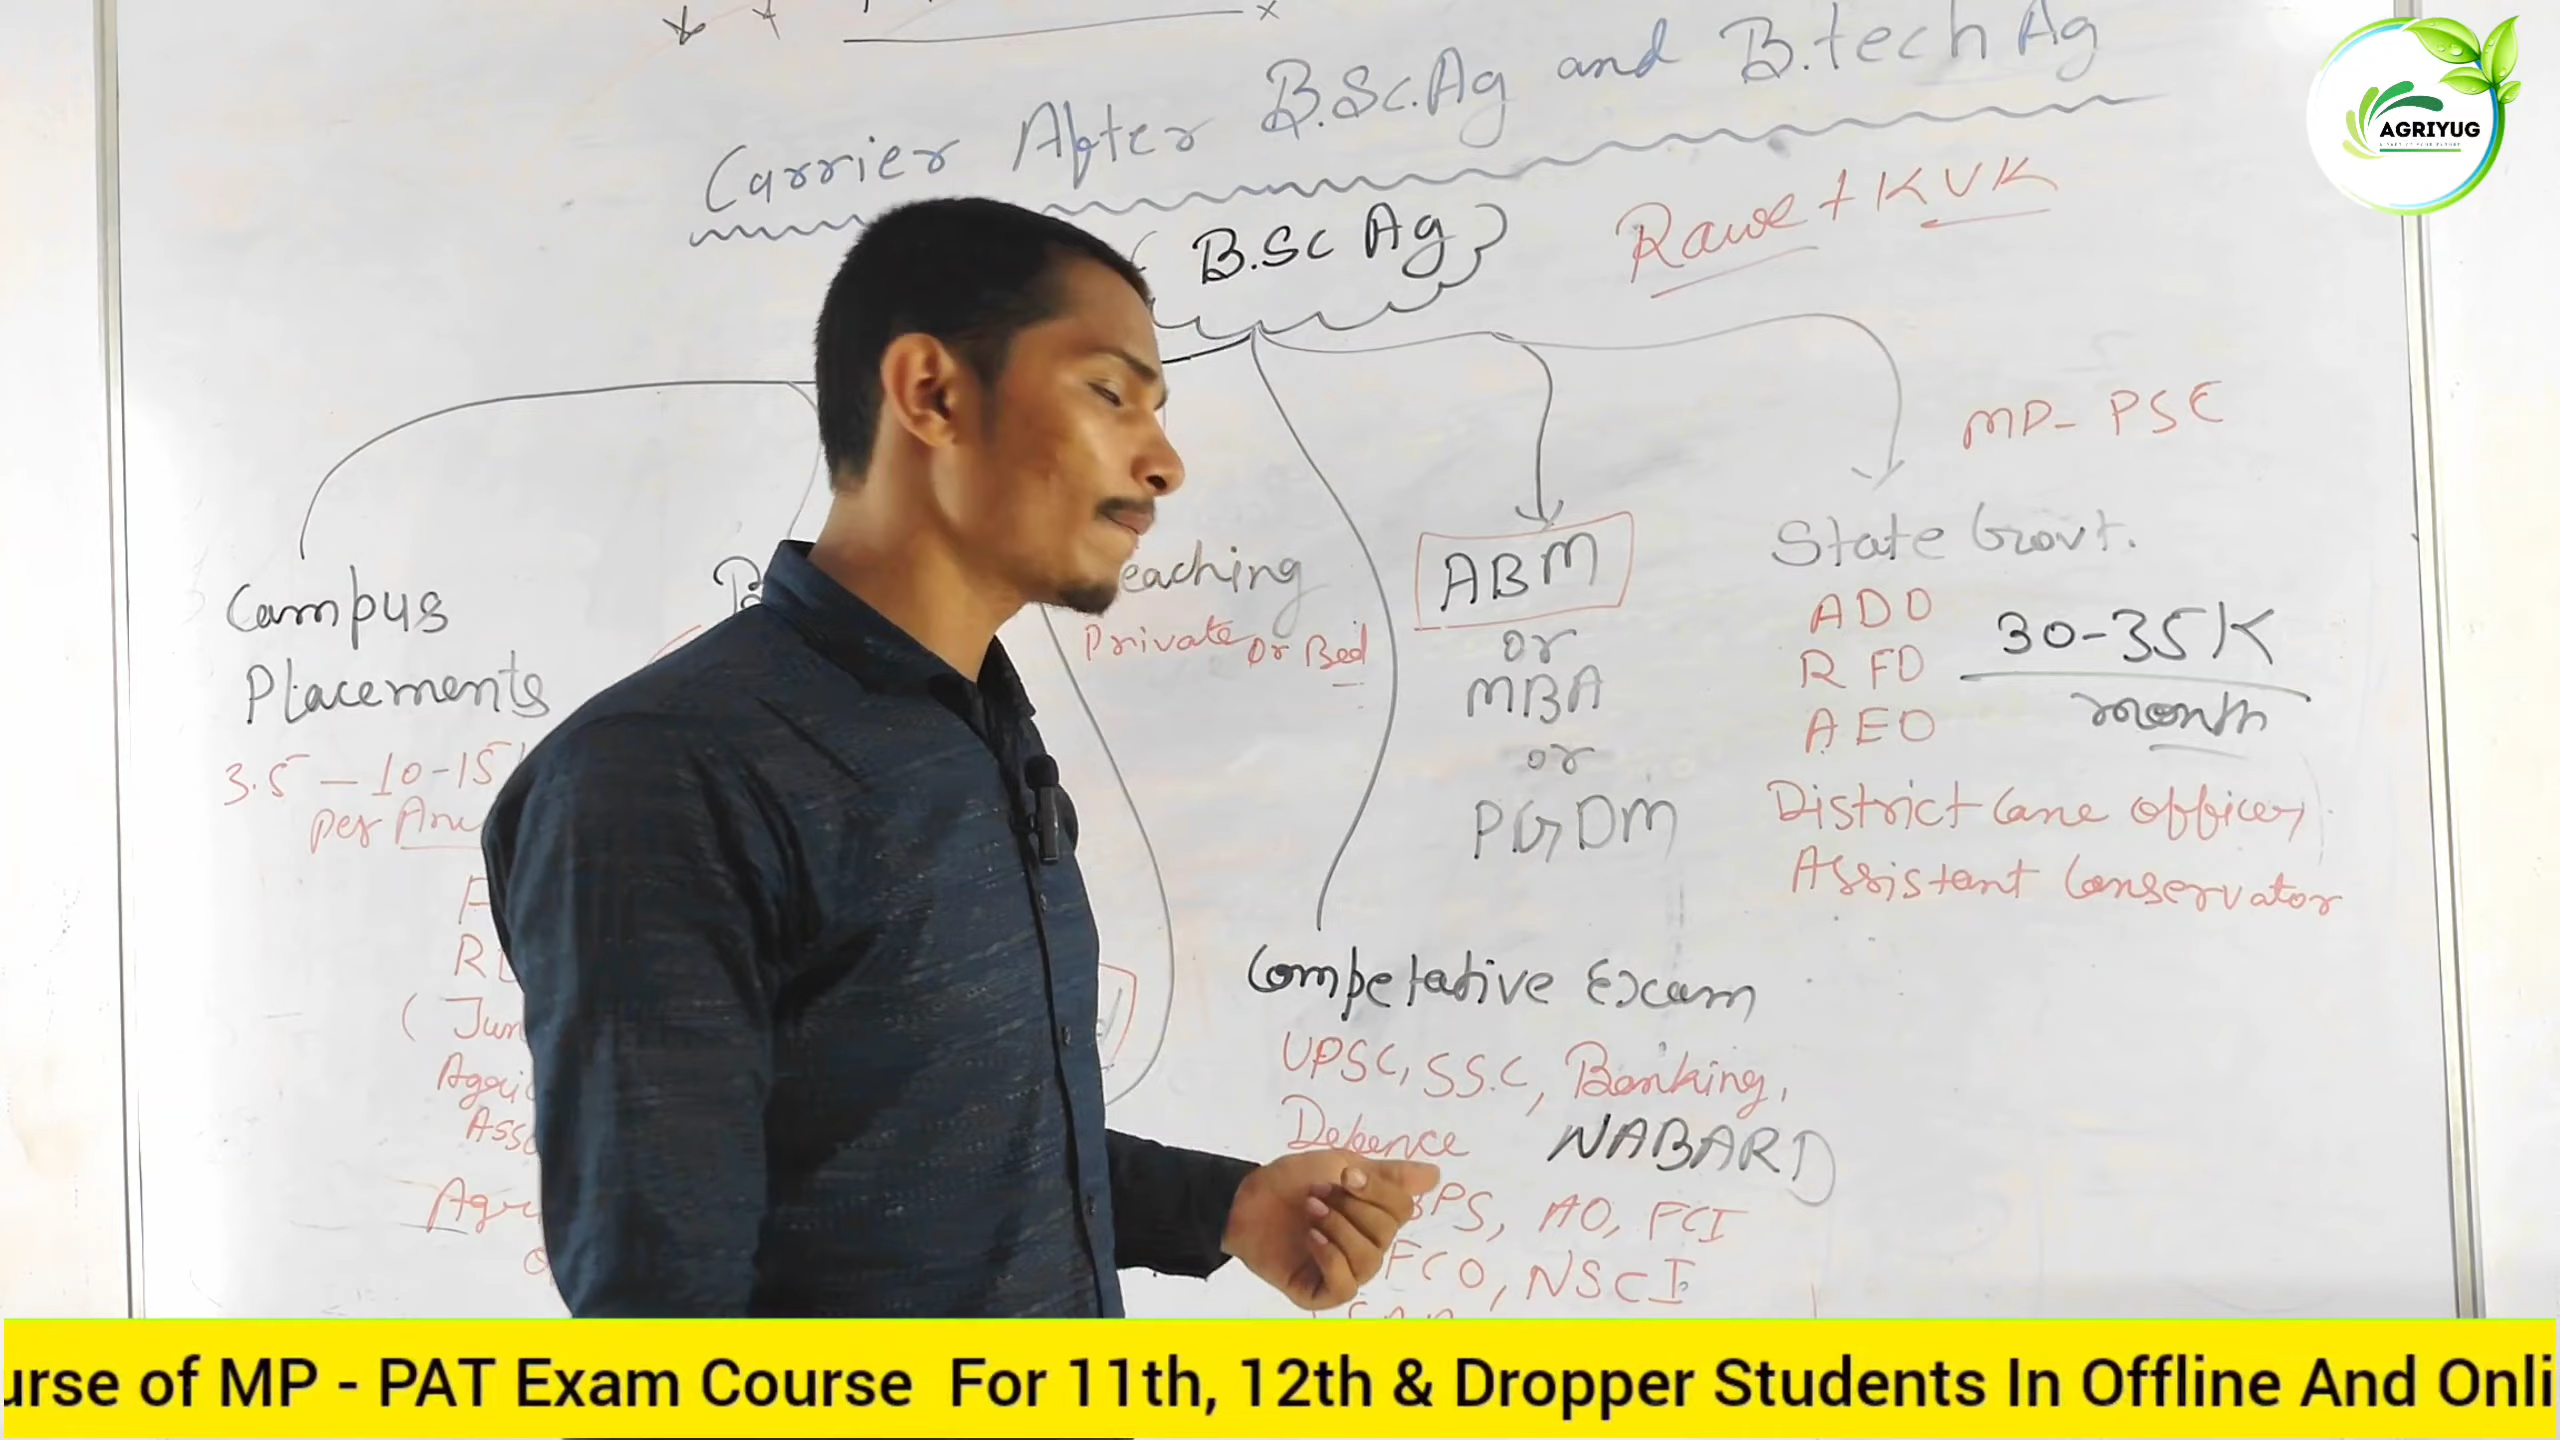 Carrier After B.Sc.Ag and B.tech Ag
B.Sc Ag
Rawe + KVK
MP- PSC
Campus
Placements
3.5 - 10-15
per
eaching
Private Or Bed
ABM
or
MBA
or
PGDM
State Govt.
ADO
RFO
AEO
30-35K
month
District Cane officer
Assistant Conservator
Competative Exam
UPSC, SSC, Banking,
Defence NABARD
BPS, AO, FCI
FCO, NSCI
AGRIYUG
urse of MP - PAT Exam Course For 11th, 12th & Dropper Students In Offline And Onli